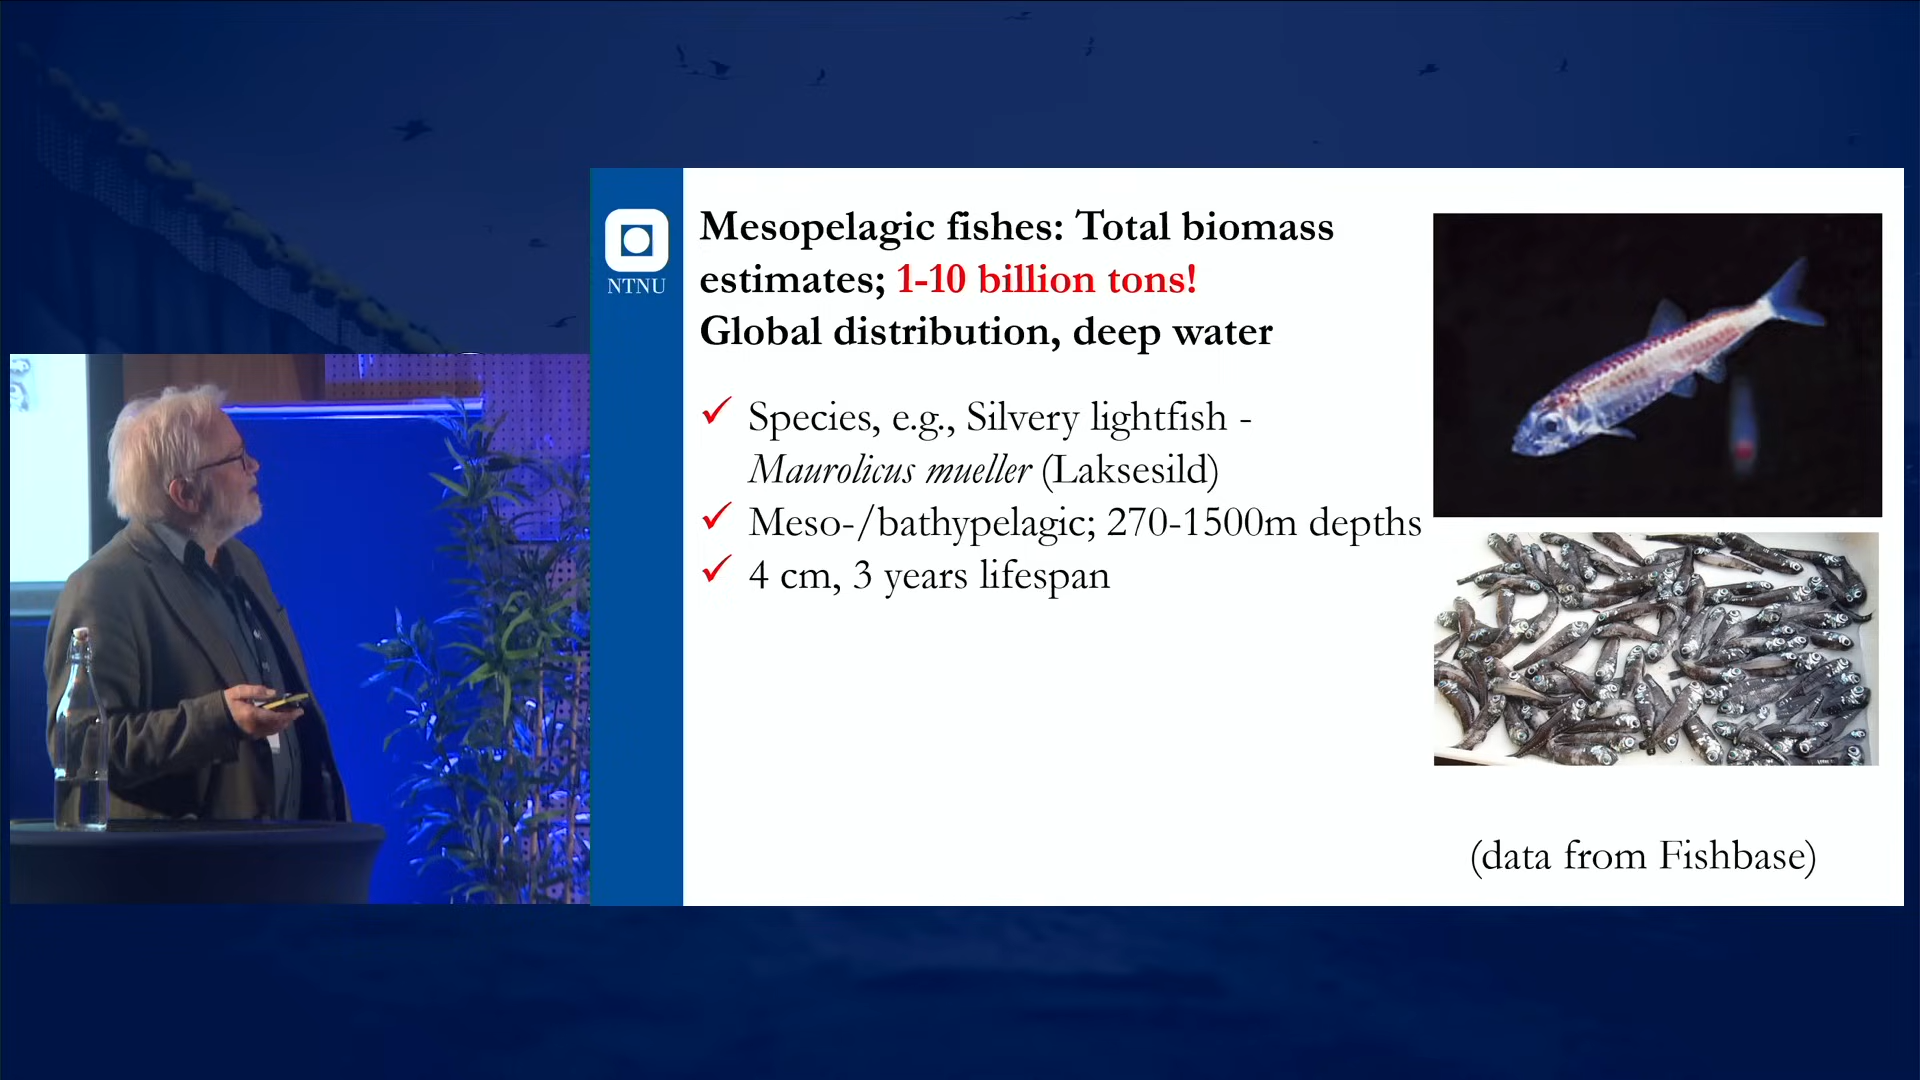 NTNU
Mesopelagic fishes: Total biomass
estimates; 1-10 billion tons!
Global distribution, deep water
✓ Species, e.g., Silvery lightfish -
Maurolicus mueller (Laksesild)
✓ Meso-/bathypelagic; 270-1500m depths
✓ 4 cm, 3 years lifespan
(data from Fishbase)